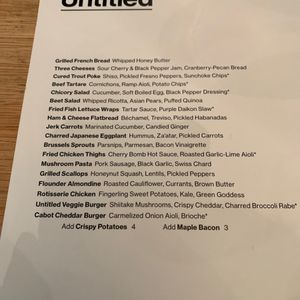 Untitled
Grilled French Bread Whipped Honey Butter
Three Cheeses Sour Cherry & Black Pepper Jam, Cranberry-Pecan Bread
Cured Trout Poke Shiso, Pickled Fresno Peppers, Sunchoke Chips*
Beef Tartare Cornichons, Ramp Aioli, Potato Chips*
Chicory Salad Cucumber, Soft Boiled Egg, Black Pepper Dressing*
Beet Salad Whipped Ricotta, Asian Pears, Puffed Quinoa
Fried Fish Lettuce Wraps Tartar Sauce, Purple Daikon Slaw*
Ham & Cheese Flatbread Béchamel, Treviso, Pickled Habanadas
Jerk Carrots Marinated Cucumber, Candied Ginger
Charred Japanese Eggplant Hummus, Za'atar, Pickled Carrots
Brussels Sprouts Parsnips, Parmesan, Bacon Vinaigrette
Fried Chicken Thighs Cherry Bomb Hot Sauce, Roasted Garlic-Lime Aioli*
Mushroom Pasta Pork Sausage, Black Garlic, Swiss Chard
Grilled Scallops Honeynut Squash, Lentils, Pickled Peppers
Flounder Almondine Roasted Cauliflower, Currants, Brown Butter
Rotisserie Chicken Fingerling Sweet Potatoes, Kale, Green Goddess
Untitled Veggie Burger Shiitake Mushrooms, Crispy Cheddar, Charred Broccoli Rabe*
Cabot Cheddar Burger Carmelized Onion Aioli, Brioche*
Add Crispy Potatoes 4 Add Maple Bacon 3